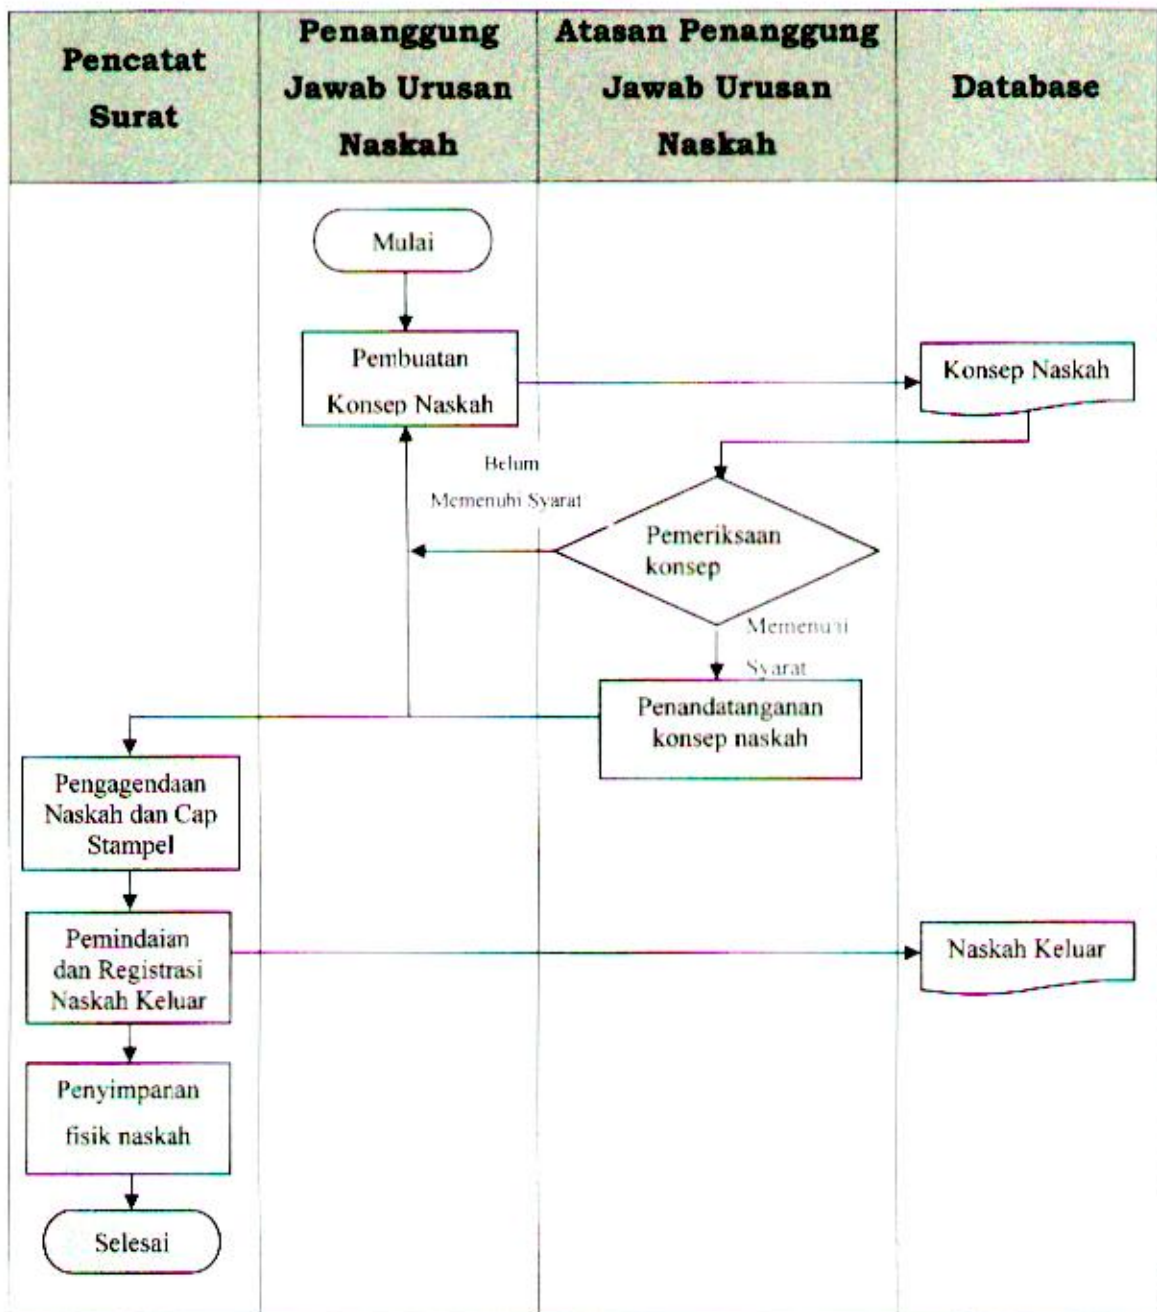 Pencatat
Surat
Penanggung
Jawab Urusan
Naskah
Atasan Penanggung
Jawab Urusan
Naskah
Database
Mulai
Pembuatan
Konsep Naskah
Konsep Naskah
Belum
Memenuhi Syarat
Pemeriksaan
konsep
Memenuhi
Syarat
Penandatanganan
konsep naskah
Pengagendaan
Naskah dan Cap
Stampel
Pemindaian
dan Registrasi
Naskah Keluar
Naskah Keluar
Penyimpanan
fisik naskah
Selesai